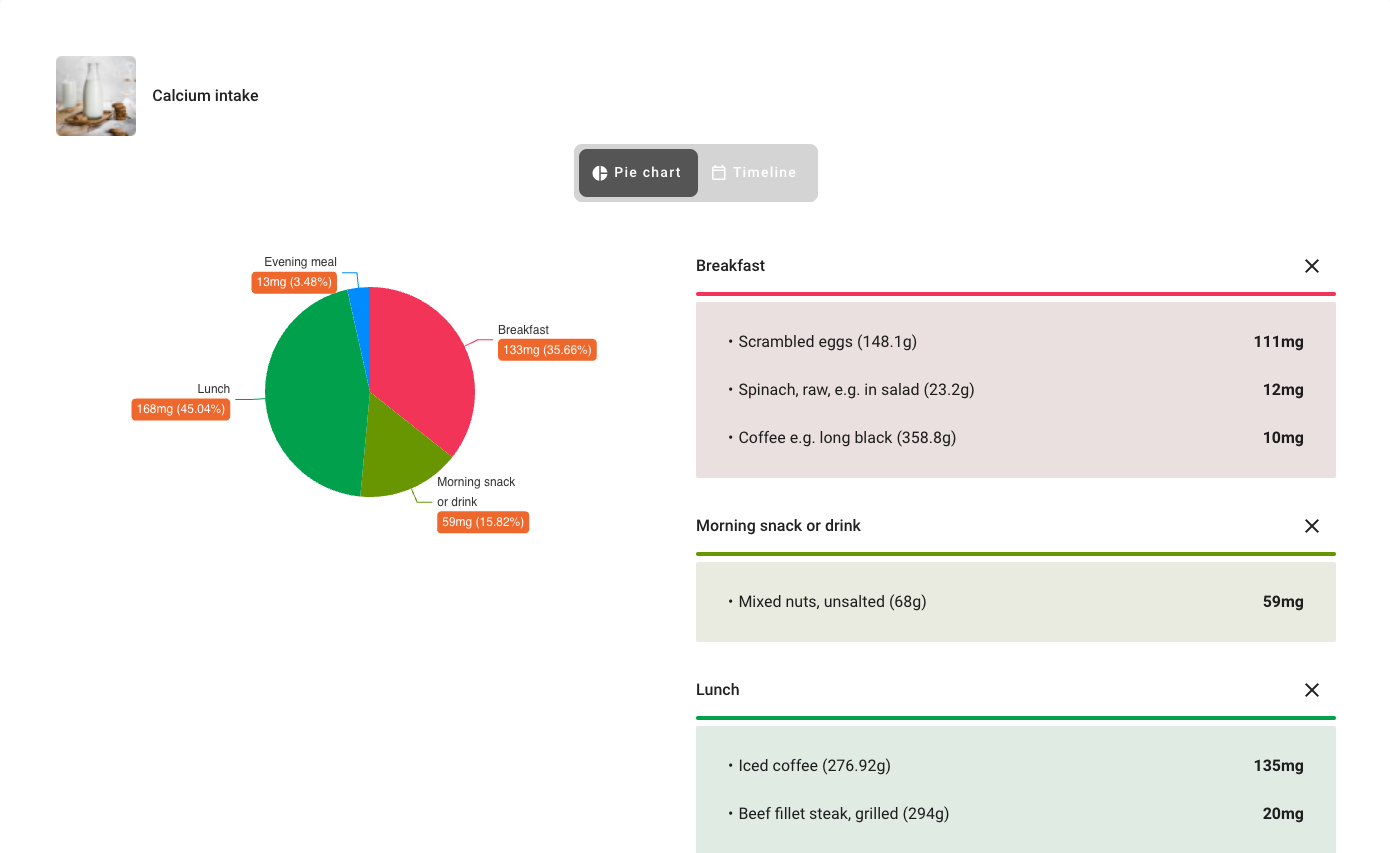 Calcium intake
Pie chart
Timeline
Evening meal
13mg (3.48%)
Breakfast
133mg (35.66%)
Lunch
168mg (45.04%)
Morning snack
or drink
59mg (15.82%)
Breakfast
• Scrambled eggs (148.1g) 111mg
• Spinach, raw, e.g. in salad (23.2g) 12mg
• Coffee e.g. long black (358.8g) 10mg
Morning snack or drink
• Mixed nuts, unsalted (68g) 59mg
Lunch
• Iced coffee (276.92g) 135mg
• Beef fillet steak, grilled (294g) 20mg